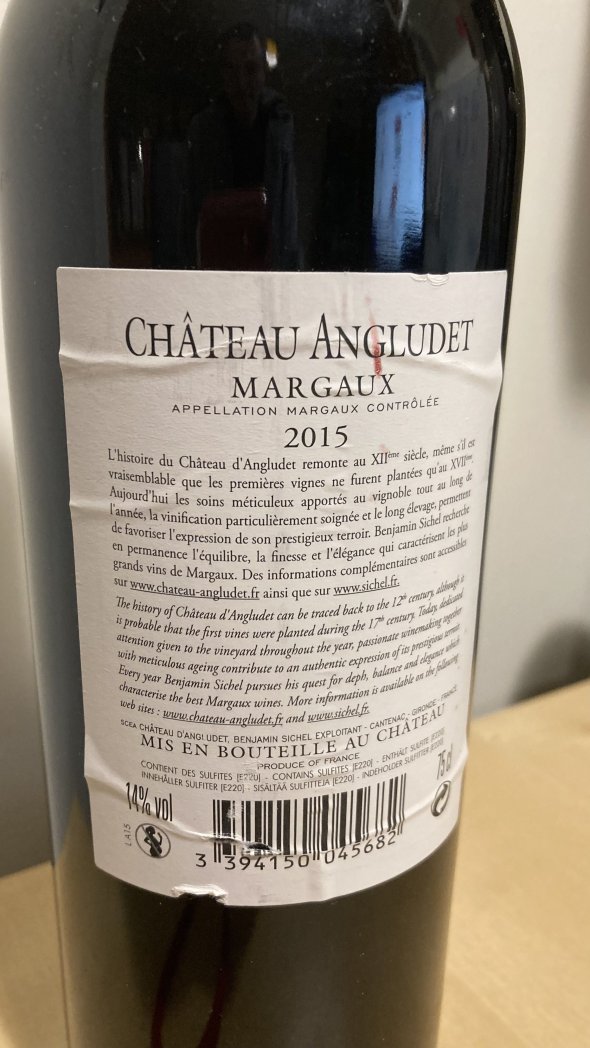 CHÂTEAU ANGLUDET
MARGAUX
APPELLATION MARGAUX CONTRÔLÉE
2015
L'histoire du Château d'Angludet remonte au XIIème siècle, même s'il est
vraisemblable que les premières vignes ne furent plantées qu'au XVIIème.
Aujourd'hui les soins méticuleux apportés au vignoble tout au long de
l'année, la vinification particulièrement soignée et le long élevage, permettent
de favoriser l'expression de son prestigieux terroir. Benjamin Sichel recherche
en permanence l'équilibre, la finesse et l'élégance qui caractérisent les plus
grands vins de Margaux. Des informations complémentaires sont accessibles
sur www.chateau-angludet.fr ainsi que sur www.sichel.fr.
The history of Château d'Angludet can be traced back to the 12th century, although it
is probable that the first vines were planted during the 17th century. Today, dedicated
attention given to the vineyard throughout the year, passionate winemaking together
with meticulous ageing contribute to an authentic expression of its prestigious terroir.
Every year Benjamin Sichel pursues his quest for deph, balance and elegance which
characterise the best Margaux wines. More information is available on the following
web sites : www.chateau-angludet.fr and www.sichel.fr.
SCEA CHÂTEAU D'ANGLUDET, BENJAMIN SICHEL EXPLOITANT - CANTENAC - GIRONDE - FRANCE
MIS EN BOUTEILLE AU CHÂTEAU
PRODUCE OF FRANCE
CONTIENT DES SULFITES [E220] - CONTAINS SULFITES [E220] - ENTHÄLT SULFITE [E220]
INNEHÅLLER SULFITER [E220] - SISÄLTÄÄ SULFIITTEJA [E220] - INDEHOLDER SULFITTER [E220]
14% vol
75 cl
L.A15
3 394150 045682